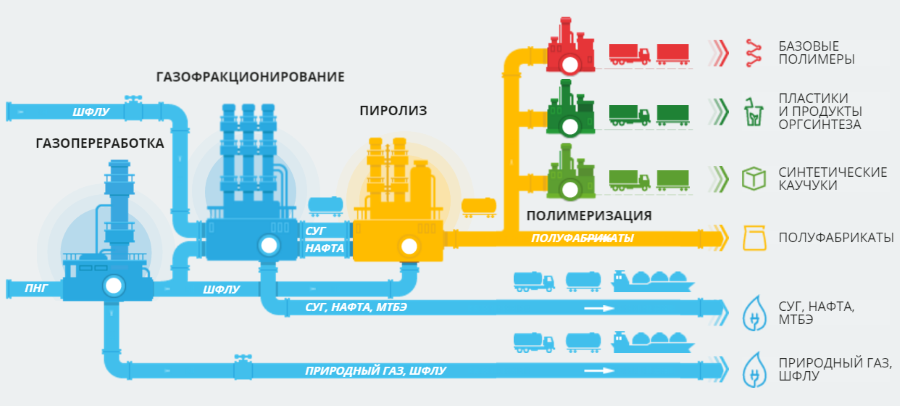 ГАЗОФРАКЦИОНИРОВАНИЕ
ШФЛУ
ГАЗОПЕРЕРАБОТКА
ПИРОЛИЗ
БАЗОВЫЕ
ПОЛИМЕРЫ
ПЛАСТИКИ
И ПРОДУКТЫ
ОРГСИНТЕЗА
СИНТЕТИЧЕСКИЕ
КАУЧУКИ
ПОЛИМЕРИЗАЦИЯ
СУГ
НАФТА
ПОЛУФАБРИКАТЫ
ПОЛУФАБРИКАТЫ
ПНГ
ШФЛУ
СУГ, НАФТА, МТБЭ
СУГ, НАФТА,
МТБЭ
ПРИРОДНЫЙ ГАЗ, ШФЛУ
ПРИРОДНЫЙ ГАЗ,
ШФЛУ